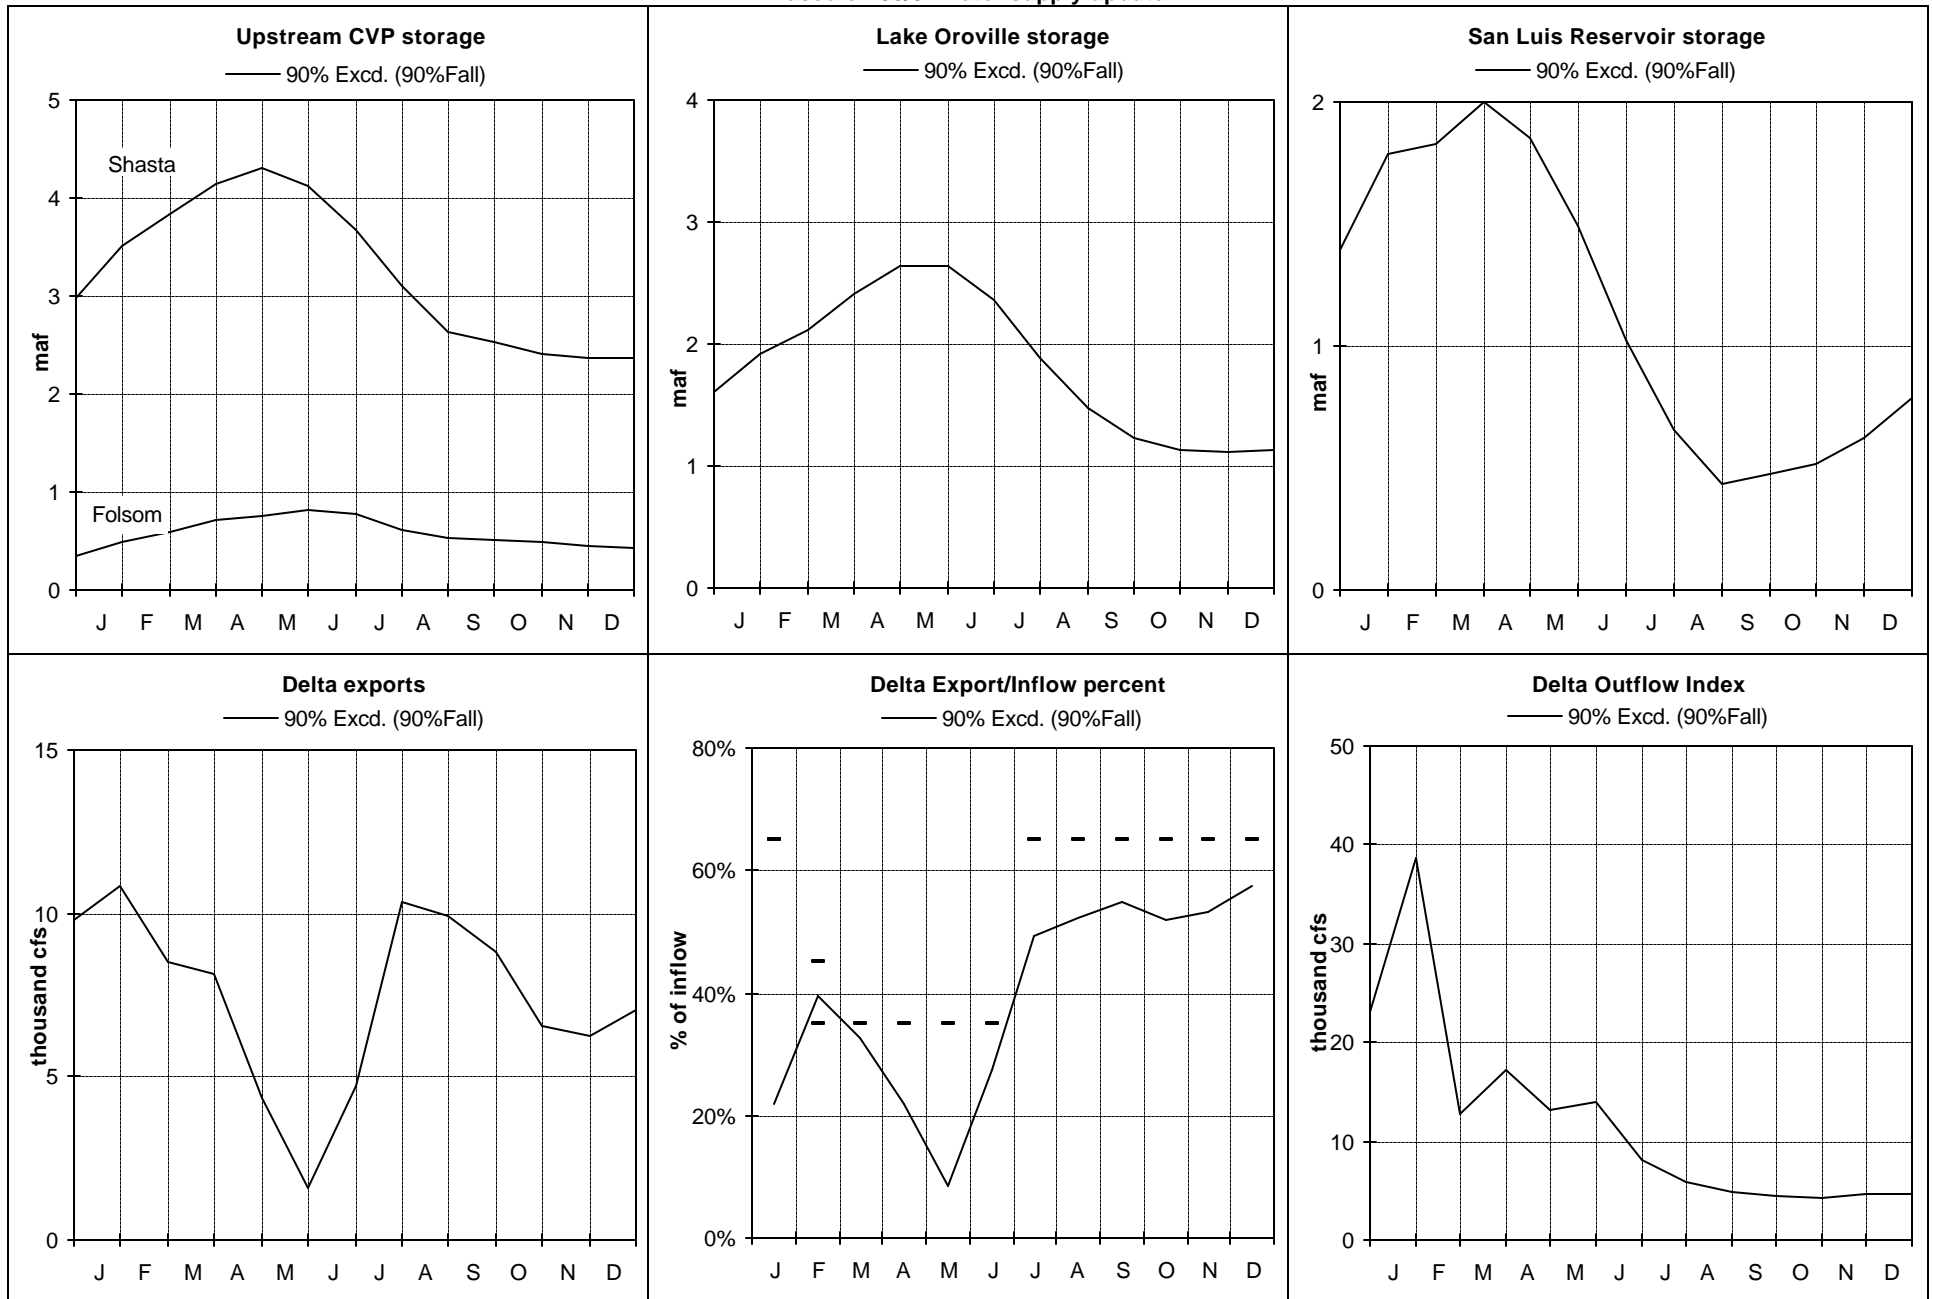 Upstream CVP storage
90% Excd. (90%Fall)
5
4
3
2
1
0
maf
Shasta
Folsom
J F M A M J J A S O N D
Lake Oroville storage
90% Excd. (90%Fall)
4
3
2
1
0
maf
J F M A M J J A S O N D
San Luis Reservoir storage
90% Excd. (90%Fall)
2
1
0
maf
J F M A M J J A S O N D
Delta exports
90% Excd. (90%Fall)
15
10
5
0
thousand cfs
J F M A M J J A S O N D
Delta Export/Inflow percent
90% Excd. (90%Fall)
80%
60%
40%
20%
0%
% of inflow
J F M A M J J A S O N D
Delta Outflow Index
90% Excd. (90%Fall)
50
40
30
20
10
0
thousand cfs
J F M A M J J A S O N D